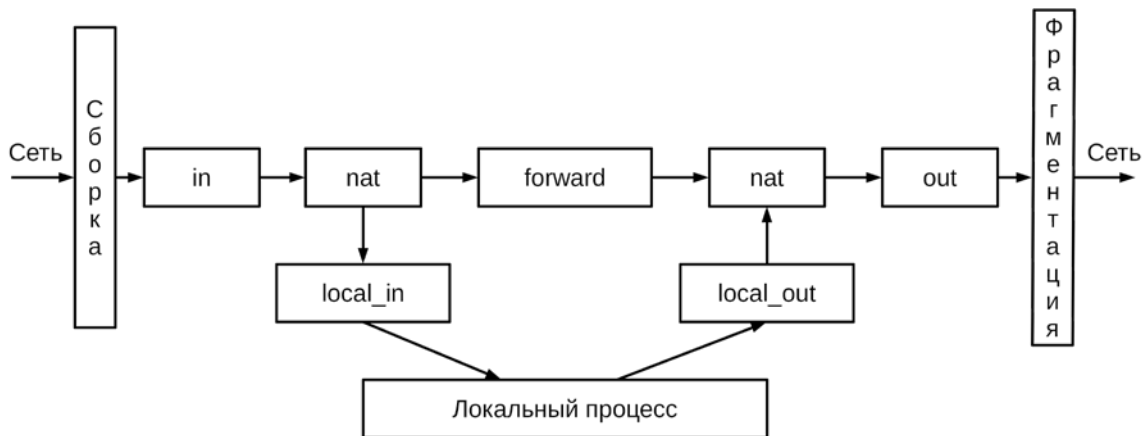 Сеть
Сборка
in
nat
forward
nat
out
Фрагментация
Сеть
local_in
local_out
Локальный процесс